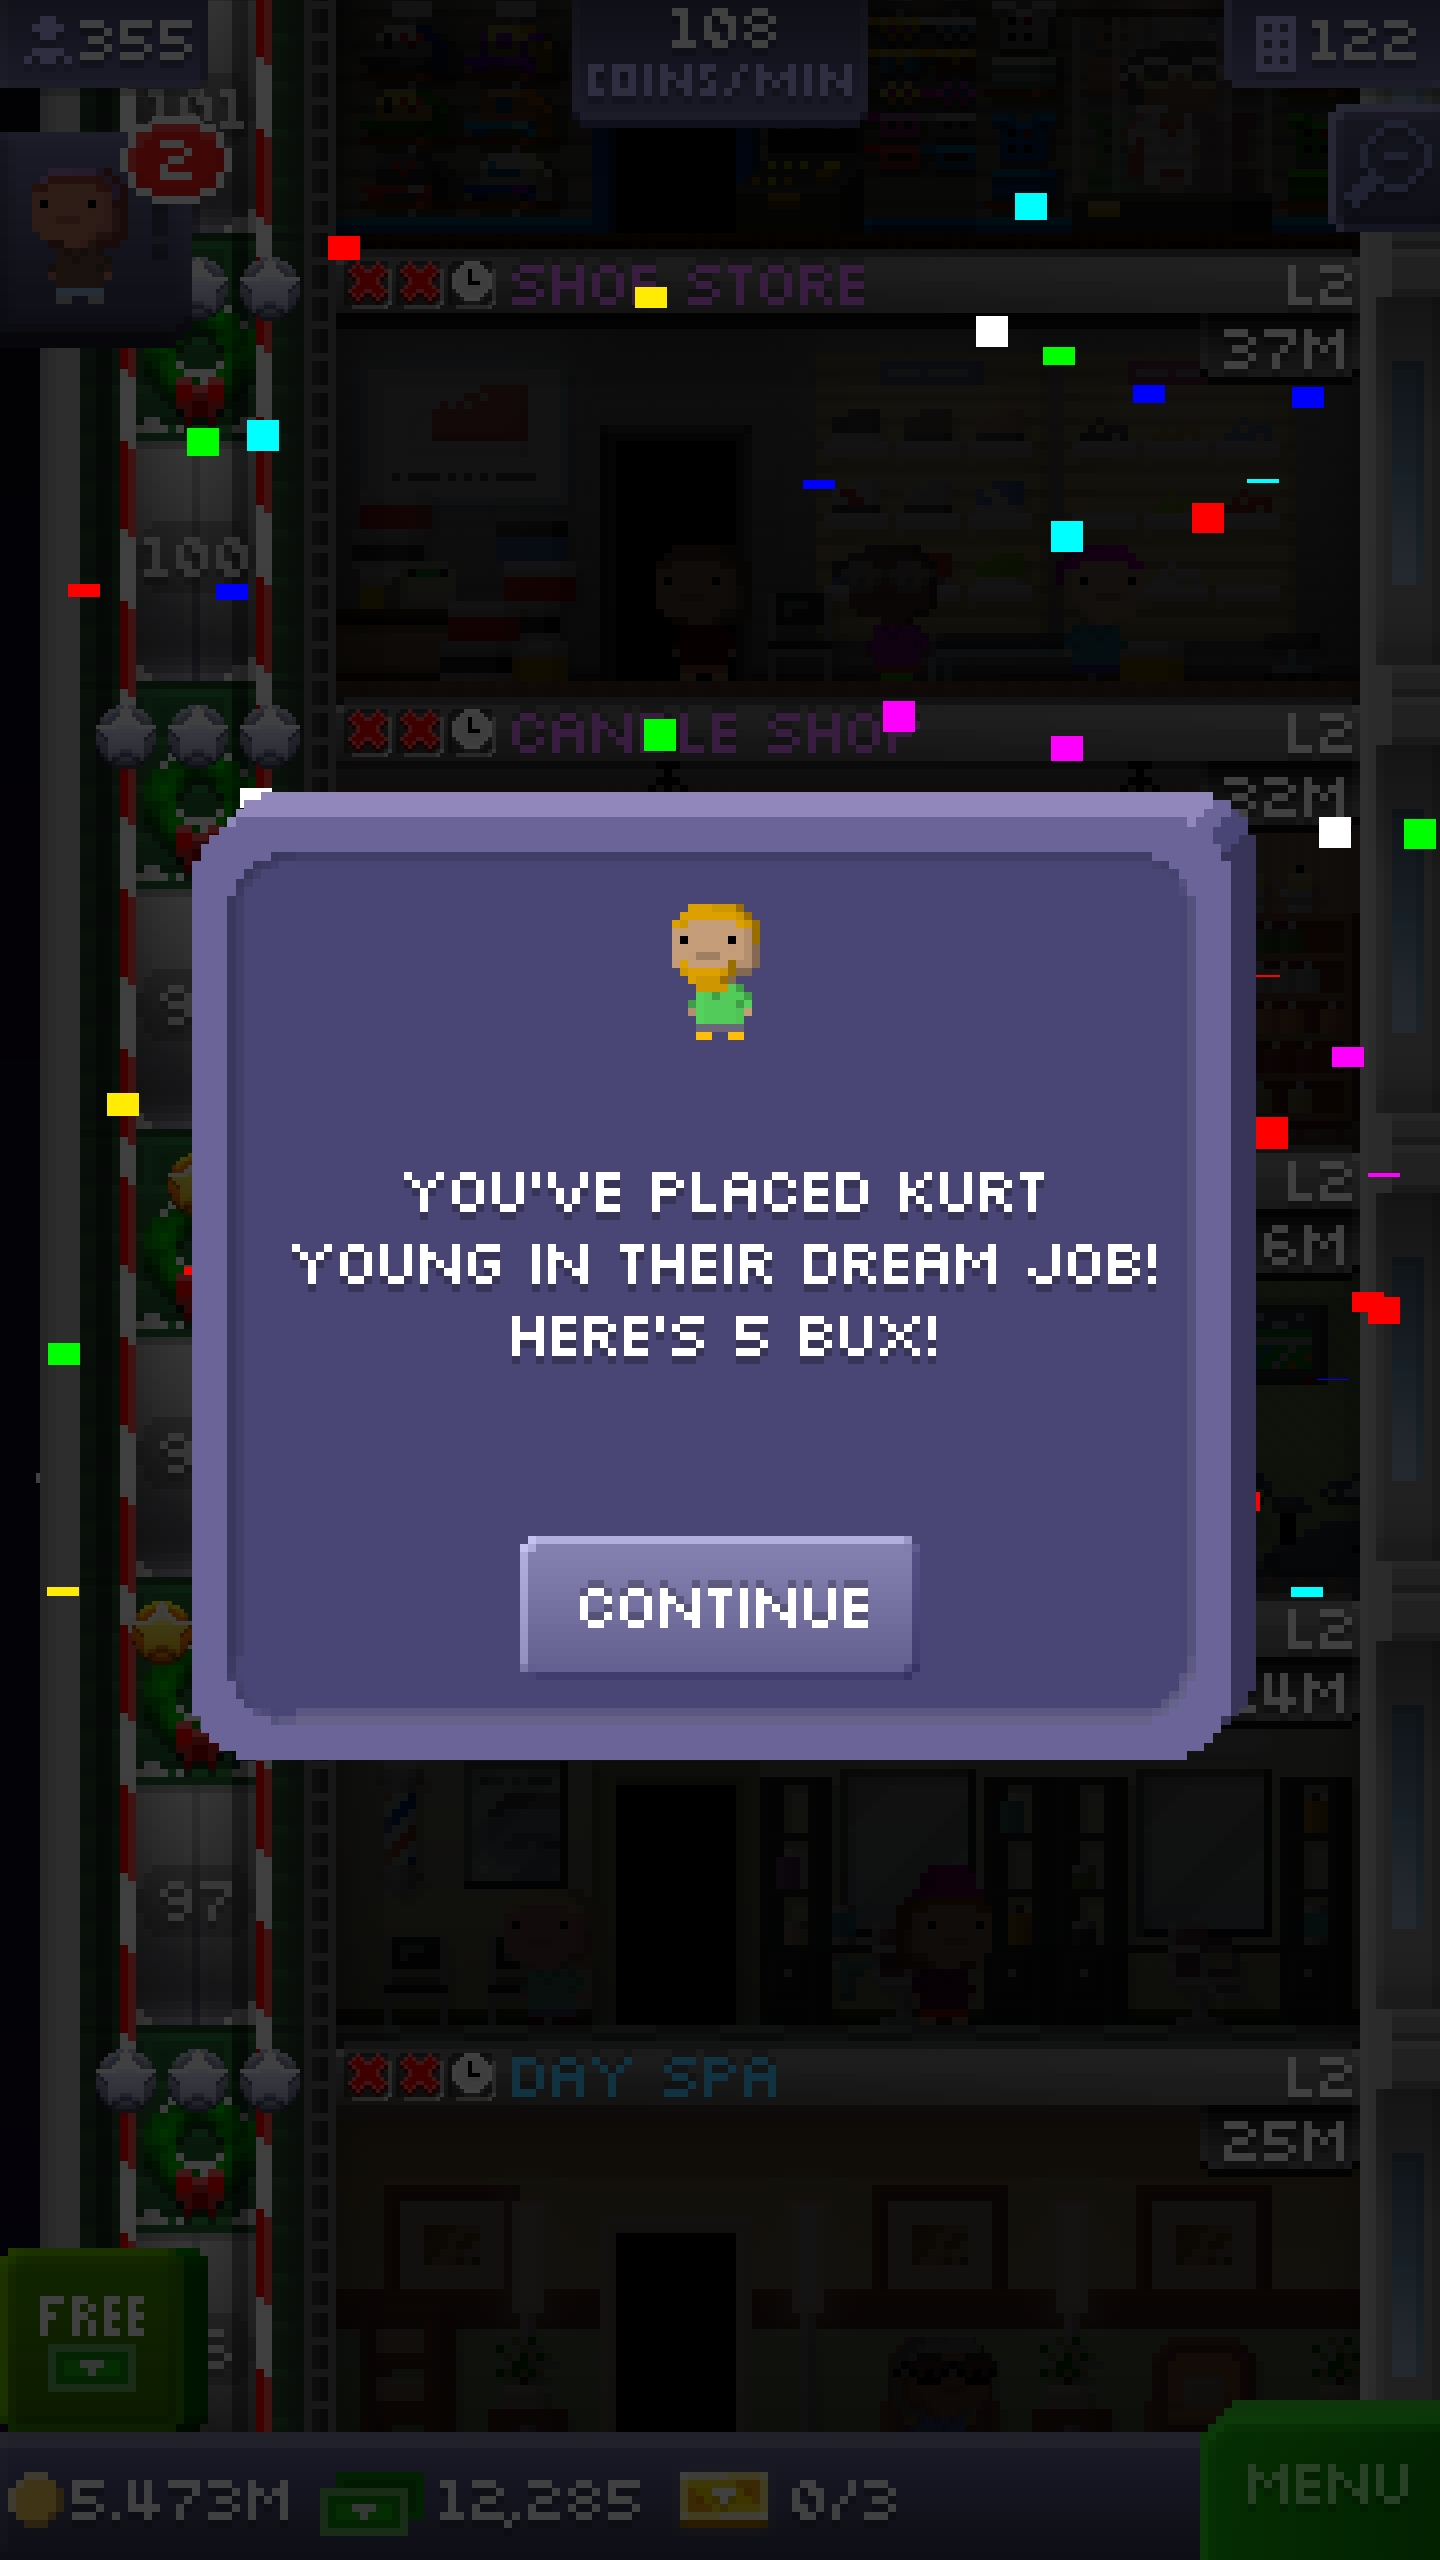 355
108
COINS/MIN
122
101
2
SHOE STORE
L2
37M
100
CANDLE SHOP
L2
32M
YOU'VE PLACED KURT
YOUNG IN THEIR DREAM JOB!
HERE'S 5 BUX!
CONTINUE
L2
6M
L2
4M
97
DAY SPA
L2
25M
FREE
5.473M
12,285
0/3
MENU